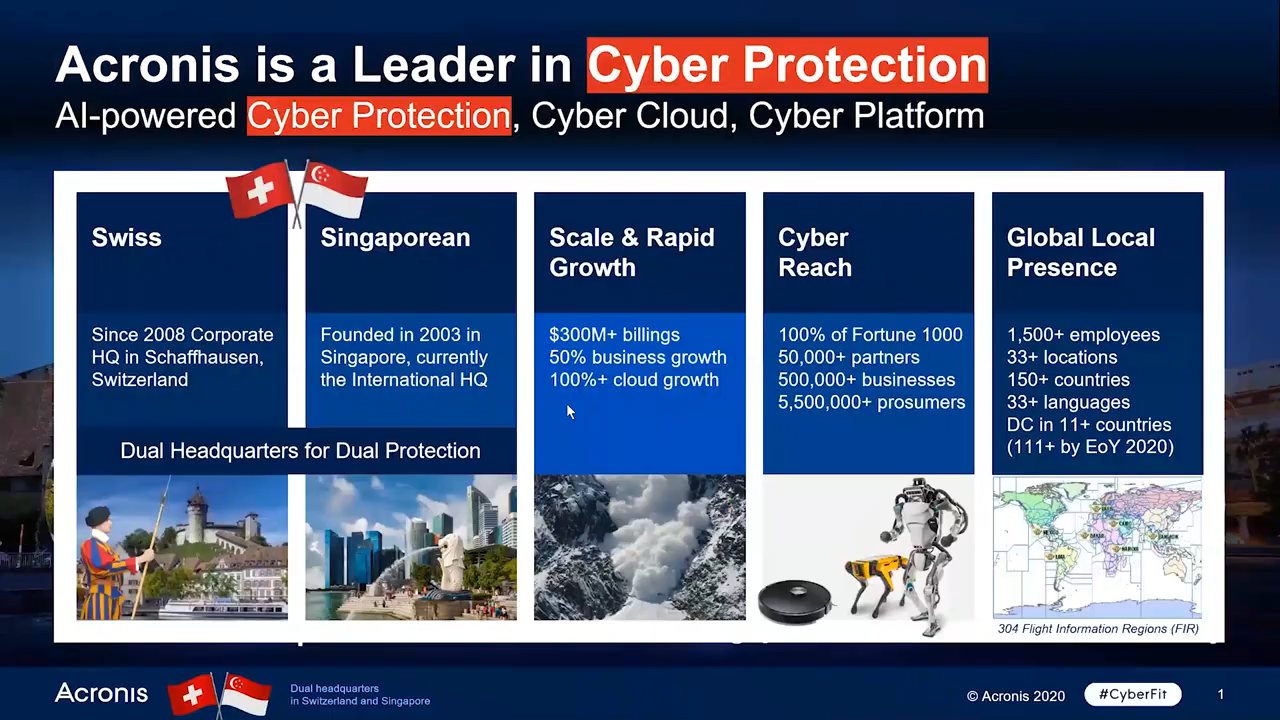 Acronis is a Leader in Cyber Protection
AI-powered Cyber Protection, Cyber Cloud, Cyber Platform
Swiss
Since 2008 Corporate
HQ in Schaffhausen,
Switzerland
Singaporean
Founded in 2003 in
Singapore, currently
the International HQ
Dual Headquarters for Dual Protection
Scale & Rapid
Growth
$300M+ billings
50% business growth
100%+ cloud growth
Cyber
Reach
100% of Fortune 1000
50,000+ partners
500,000+ businesses
5,500,000+ prosumers
Global Local
Presence
1,500+ employees
33+ locations
150+ countries
33+ languages
DC in 11+ countries
(111+ by EoY 2020)
304 Flight Information Regions (FIR)
Acronis
Dual headquarters
in Switzerland and Singapore
© Acronis 2020
#CyberFit
1